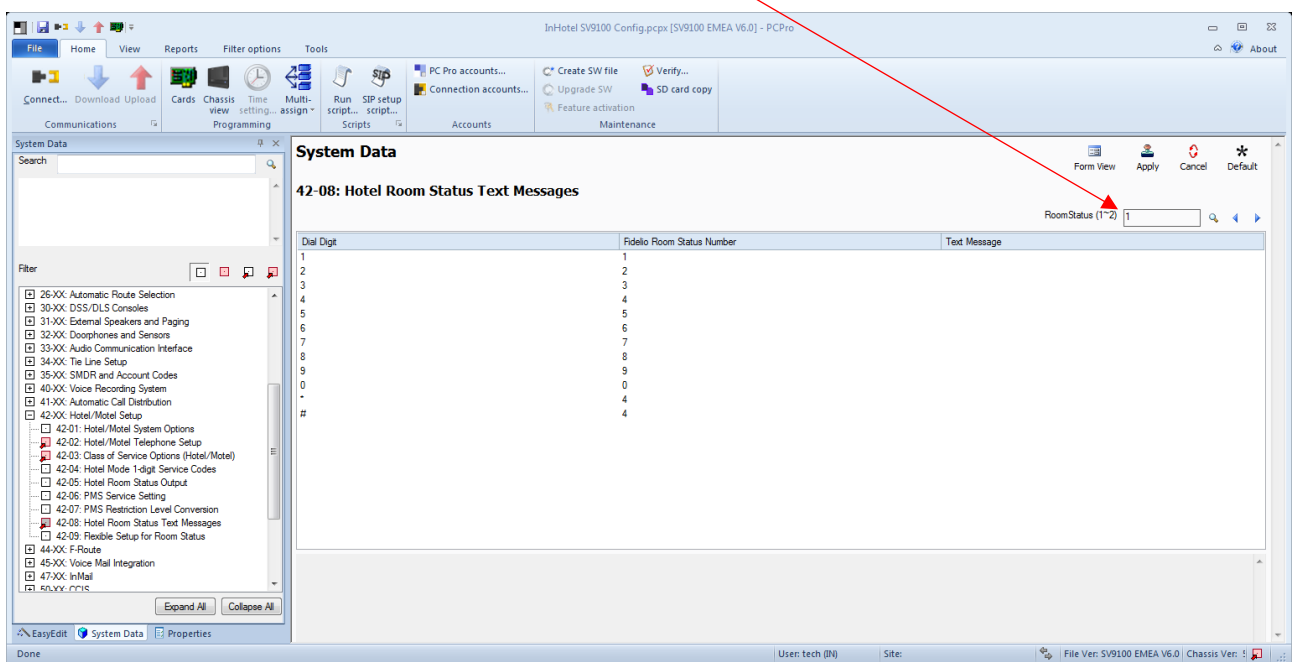 InHotel SV9100 Config.pcpx [SV9100 EMEA V6.0] - PCPro
File Home View Reports Filter options Tools About
Connect... Download Upload
Communications
Cards Chassis view Time setting... Multi-assign
Programming
Run script... SIP setup script...
Scripts
PC Pro accounts...
Connection accounts...
Accounts
Create SW file Verify...
Upgrade SW SD card copy
Feature activation
Maintenance
System Data
Search
Filter
26-XX: Automatic Route Selection
30-XX: DSS/DLS Consoles
31-XX: External Speakers and Paging
32-XX: Doorphones and Sensors
33-XX: Audio Communication Interface
34-XX: Tie Line Setup
35-XX: SMDR and Account Codes
40-XX: Voice Recording System
41-XX: Automatic Call Distribution
42-XX: Hotel/Motel Setup
42-01: Hotel/Motel System Options
42-02: Hotel/Motel Telephone Setup
42-03: Class of Service Options (Hotel/Motel)
42-04: Hotel Mode 1-digit Service Codes
42-05: Hotel Room Status Output
42-06: PMS Service Setting
42-07: PMS Restriction Level Conversion
42-08: Hotel Room Status Text Messages
42-09: Flexible Setup for Room Status
44-XX: F-Route
45-XX: Voice Mail Integration
47-XX: InMail
50-XX: CCIS
Expand All Collapse All
EasyEdit System Data Properties
System Data
Form View Apply Cancel Default
42-08: Hotel Room Status Text Messages
RoomStatus (1~2) 1
Dial Digit Fidelio Room Status Number Text Message
1 1
2 2
3 3
4 4
5 5
6 6
7 7
8 8
9 9
0 0
* 4
# 4
Done User: tech (IN) Site: File Ver: SV9100 EMEA V6.0 Chassis Ver: